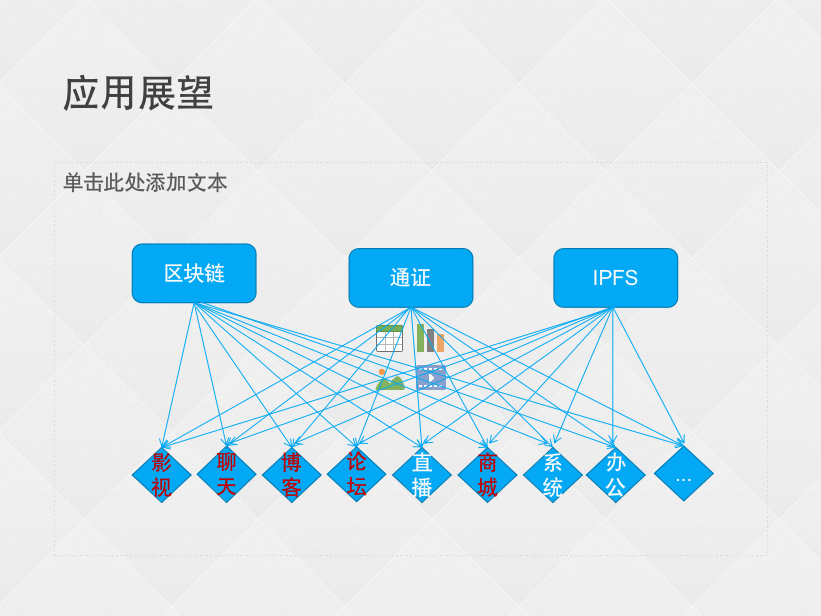 应用展望
单击此处添加文本
区块链
通证
IPFS
影视
聊天
博客
论坛
直播
商城
系统
办公
...